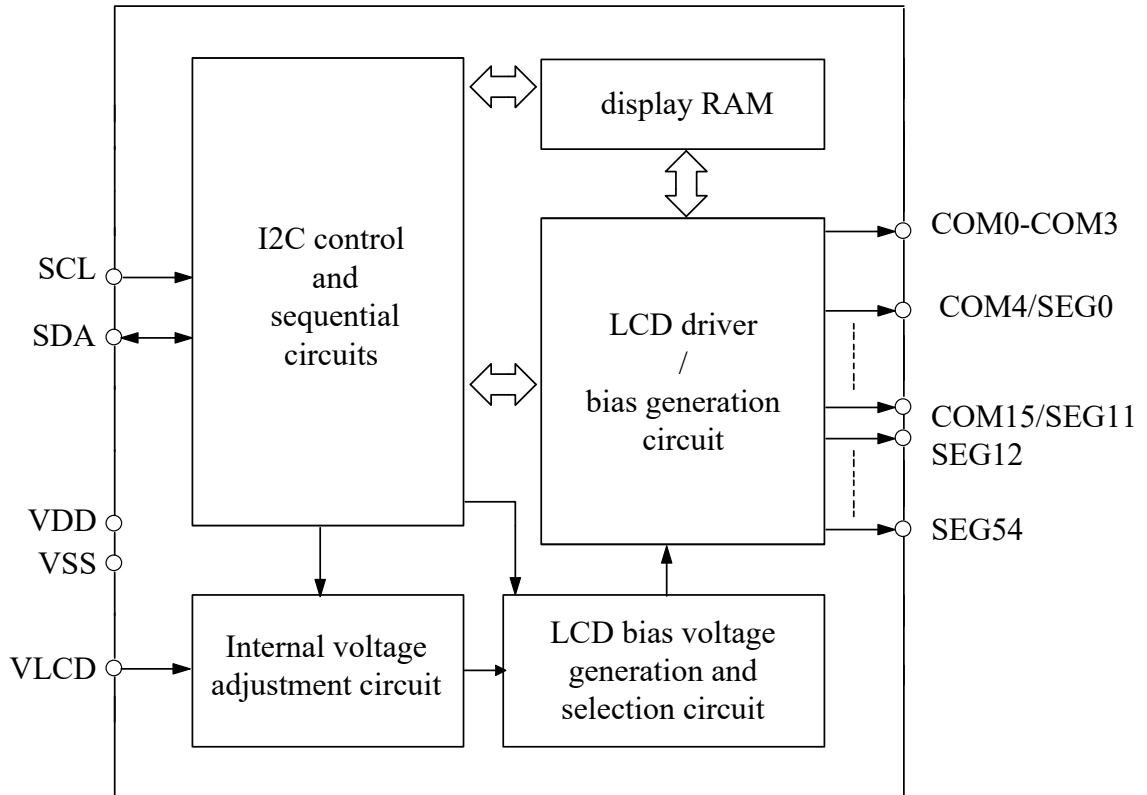 display RAM
I2C control
and
sequential
circuits
SCL
SDA
LCD driver
/
bias generation
circuit
COM0-COM3
COM4/SEG0
COM15/SEG11
SEG12
SEG54
VDD
VSS
VLCD
Internal voltage
adjustment circuit
LCD bias voltage
generation and
selection circuit